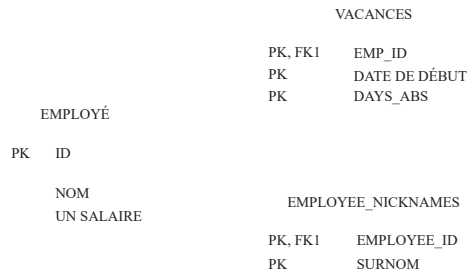 VACANCES
PK, FK1 EMP_ID
PK DATE DE DÉBUT
PK DAYS_ABS
EMPLOYÉ
PK ID
NOM
UN SALAIRE
EMPLOYEE_NICKNAMES
PK, FK1 EMPLOYEE_ID
PK SURNOM